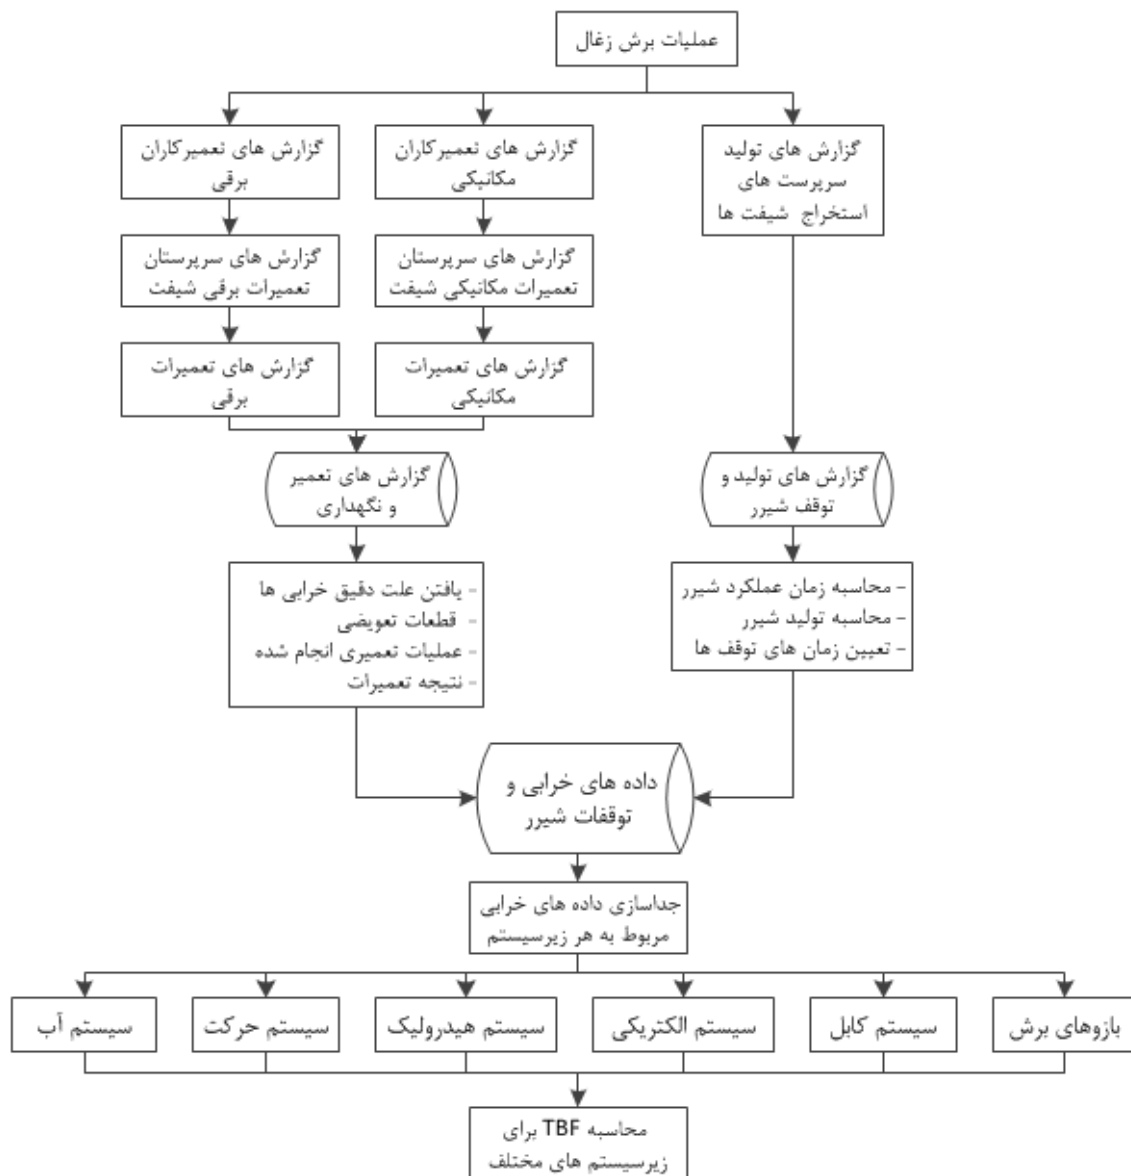 عملیات برش زغال
گزارش های تولید
سرپرست های
استخراج شیفت ها
گزارش های تعمیرکاران
مکانیکی
گزارش های تعمیرکاران
برقی
گزارش های سرپرستان
تعمیرات مکانیکی شیفت
گزارش های سرپرستان
تعمیرات برقی شیفت
گزارش های تعمیرات
مکانیکی
گزارش های تعمیرات
برقی
گزارش های تولید و
توقف شیرر
گزارش های تعمیر
و نگهداری
- محاسبه زمان عملکرد شیرر
- محاسبه تولید شیرر
- تعیین زمان های توقف ها
- یافتن علت دقیق خرابی ها
- قطعات تعویضی
- عملیات تعمیری انجام شده
- نتیجه تعمیرات
داده های خرابی و
توقفات شیرر
جداسازی داده های خرابی
مربوط به هر زیرسیستم
بازوهای برش
سیستم کابل
سیستم الکتریکی
سیستم هیدرولیک
سیستم حرکت
سیستم آب
محاسبه TBF برای
زیرسیستم های مختلف